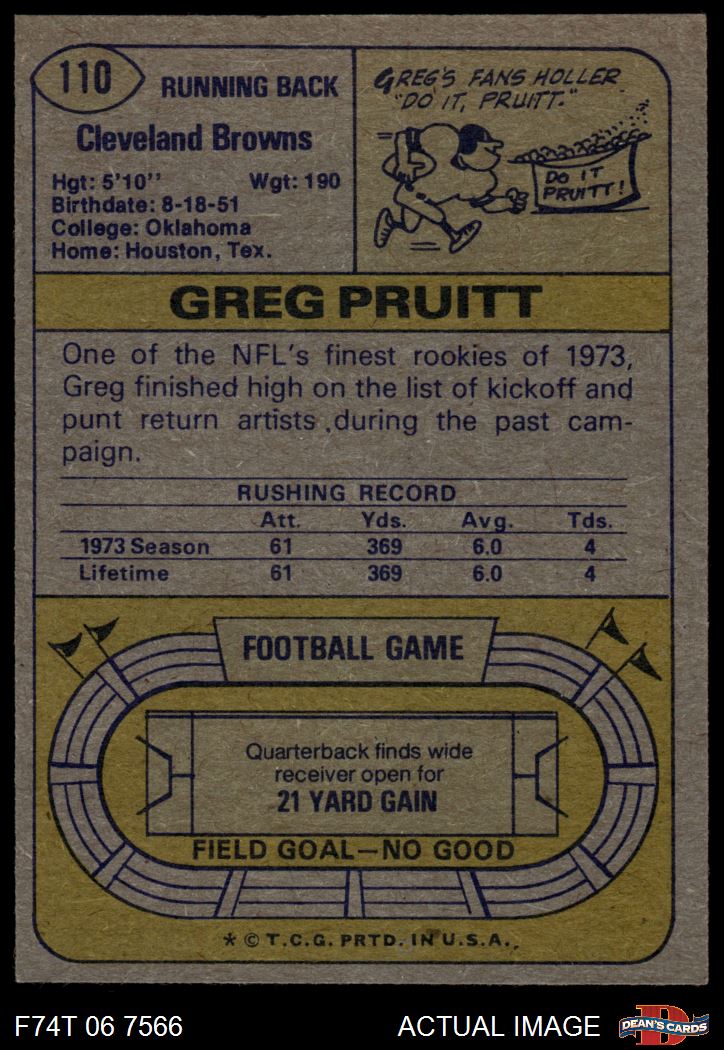 110
RUNNING BACK
Cleveland Browns
Hgt: 5'10'' Wgt: 190
Birthdate: 8-18-51
College: Oklahoma
Home: Houston, Tex.
GREG'S FANS HOLLER
"DO IT, PRUITT."
DO IT
PRUITT!
GREG PRUITT
One of the NFL's finest rookies of 1973,
Greg finished high on the list of kickoff and
punt return artists ,during the past cam-
paign.
RUSHING RECORD
Att. Yds. Avg. Tds.
1973 Season 61 369 6.0 4
Lifetime 61 369 6.0 4
FOOTBALL GAME
Quarterback finds wide
receiver open for
21 YARD GAIN
FIELD GOAL—NO GOOD
* © T.C.G. PRTD. IN U.S.A.
F74T 06 7566 ACTUAL IMAGE
D
DEAN'S CARDS